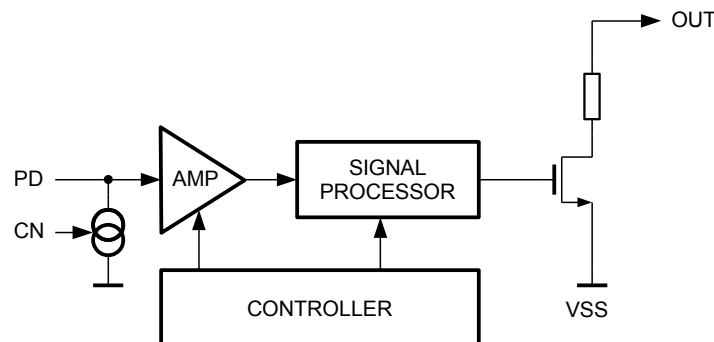 OUT
PD
AMP
SIGNAL
PROCESSOR
CN
CONTROLLER
VSS